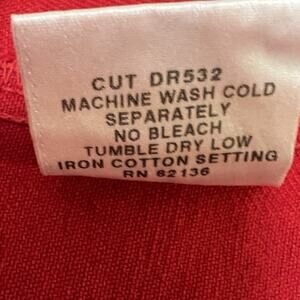 CUT DR532
MACHINE WASH COLD
SEPARATELY
NO BLEACH
TUMBLE DRY LOW
IRON COTTON SETTING
RN 62136